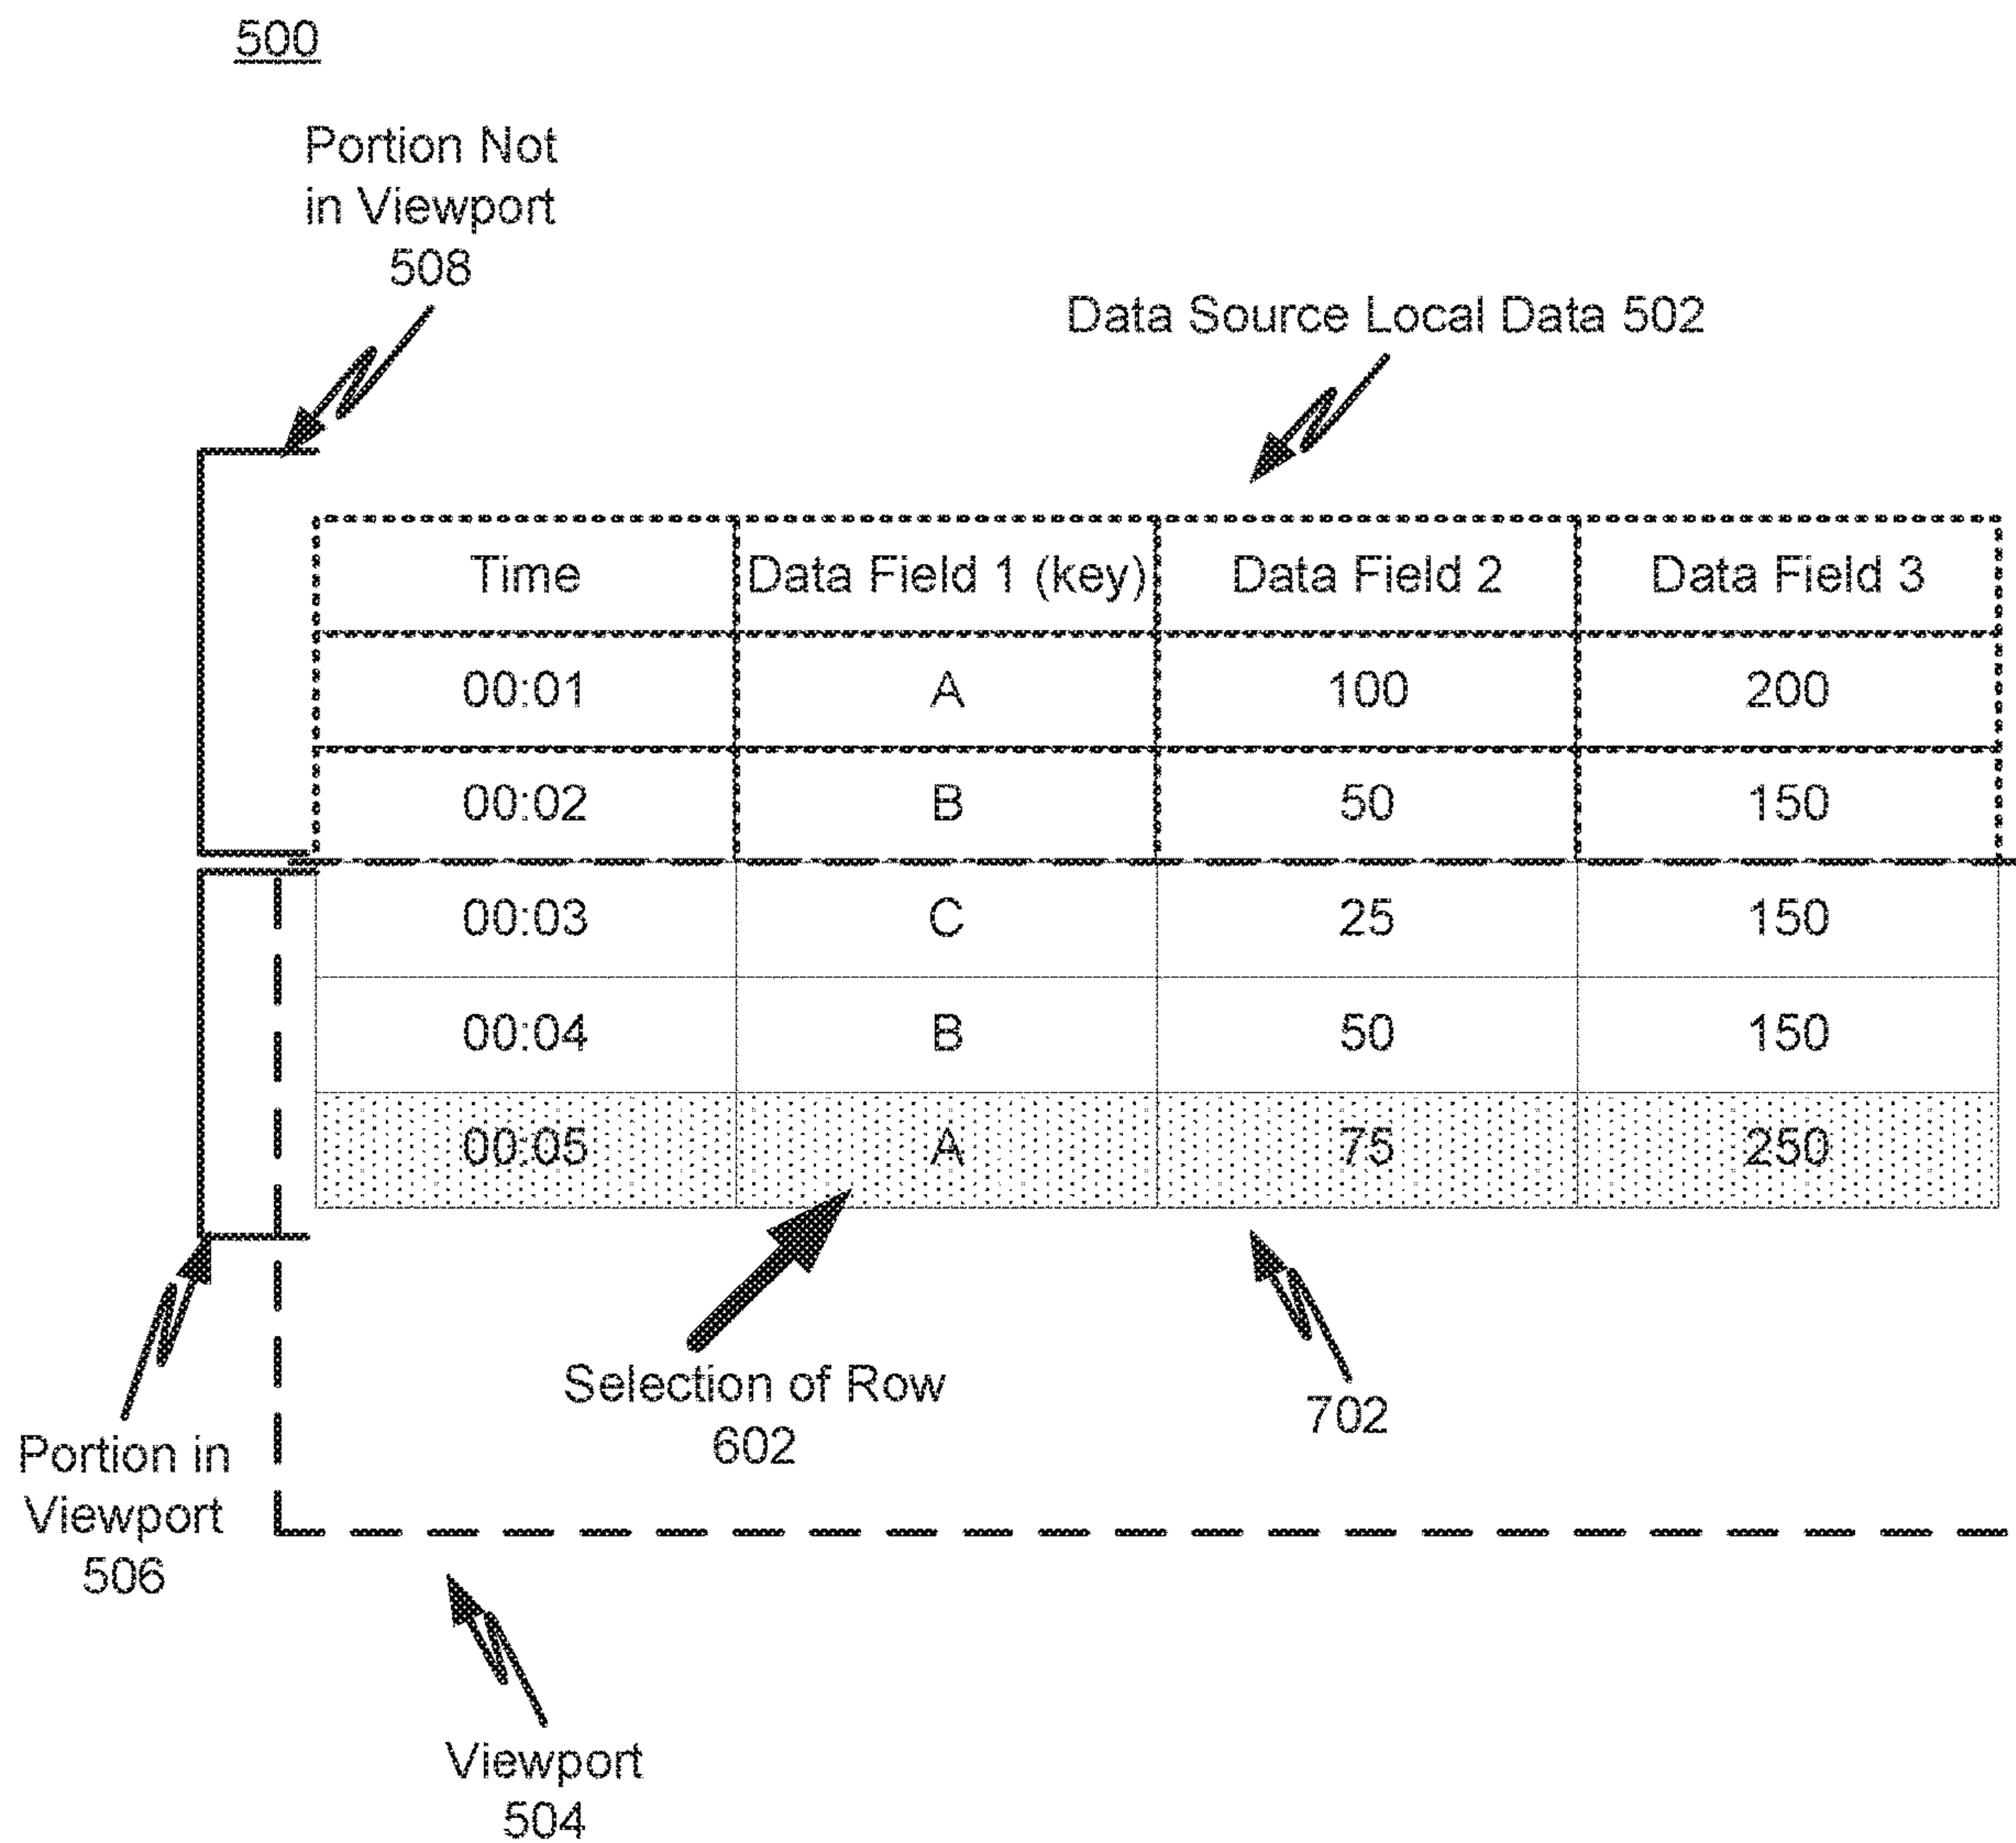 500
Portion Not
in Viewport
508
Data Source Local Data 502
Time Data Field 1 (key) Data Field 2 Data Field 3
00:01 A 100 200
00:02 B 50 150
00:03 C 25 150
00:04 B 50 150
00:05 A 75 250
Selection of Row
602
702
Portion in
Viewport
506
Viewport
504